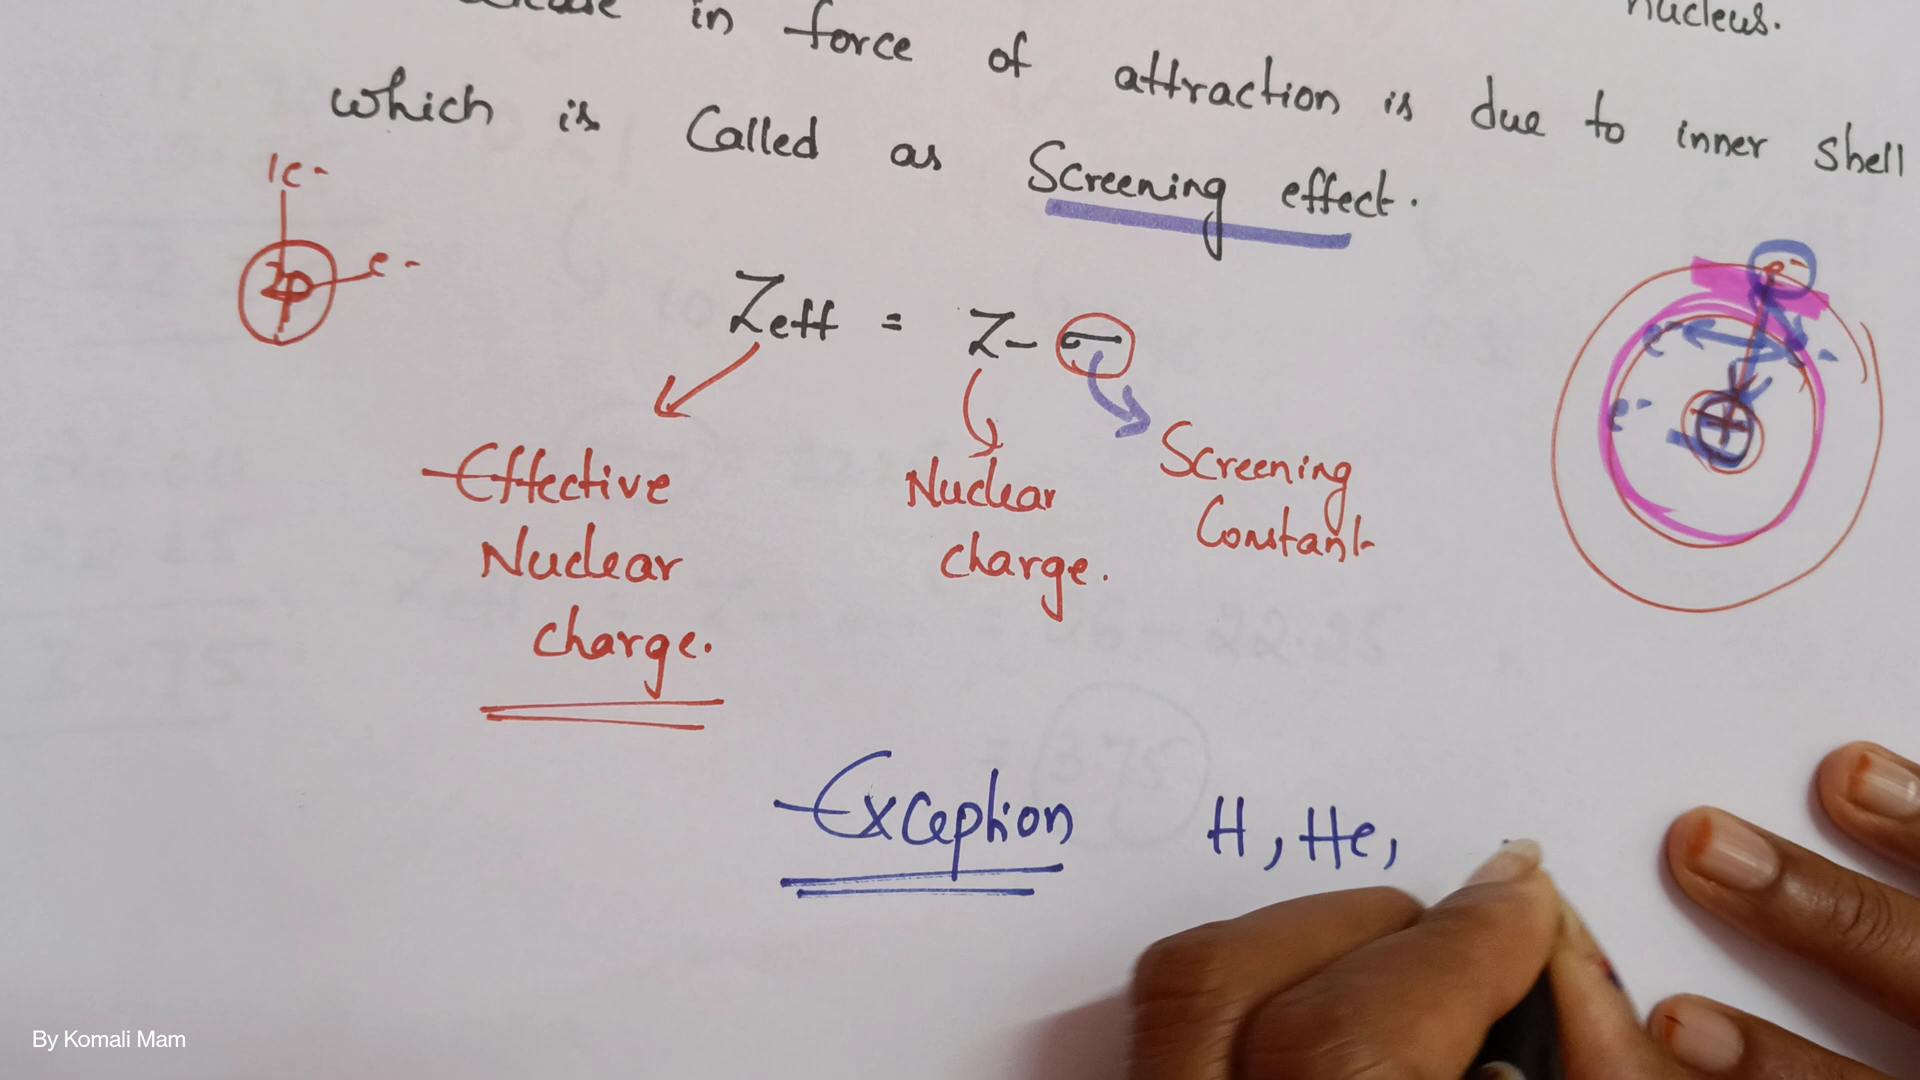 in force of attraction is due to inner shell
nucleus.
which is called as Screening effect.
1e-
e-
2p
e-
e-
Zeff = Z - σ
Effective
Nuclear
charge.
Nuclear
charge.
Screening
Constant
+
Exception H, He,
By Komali Mam